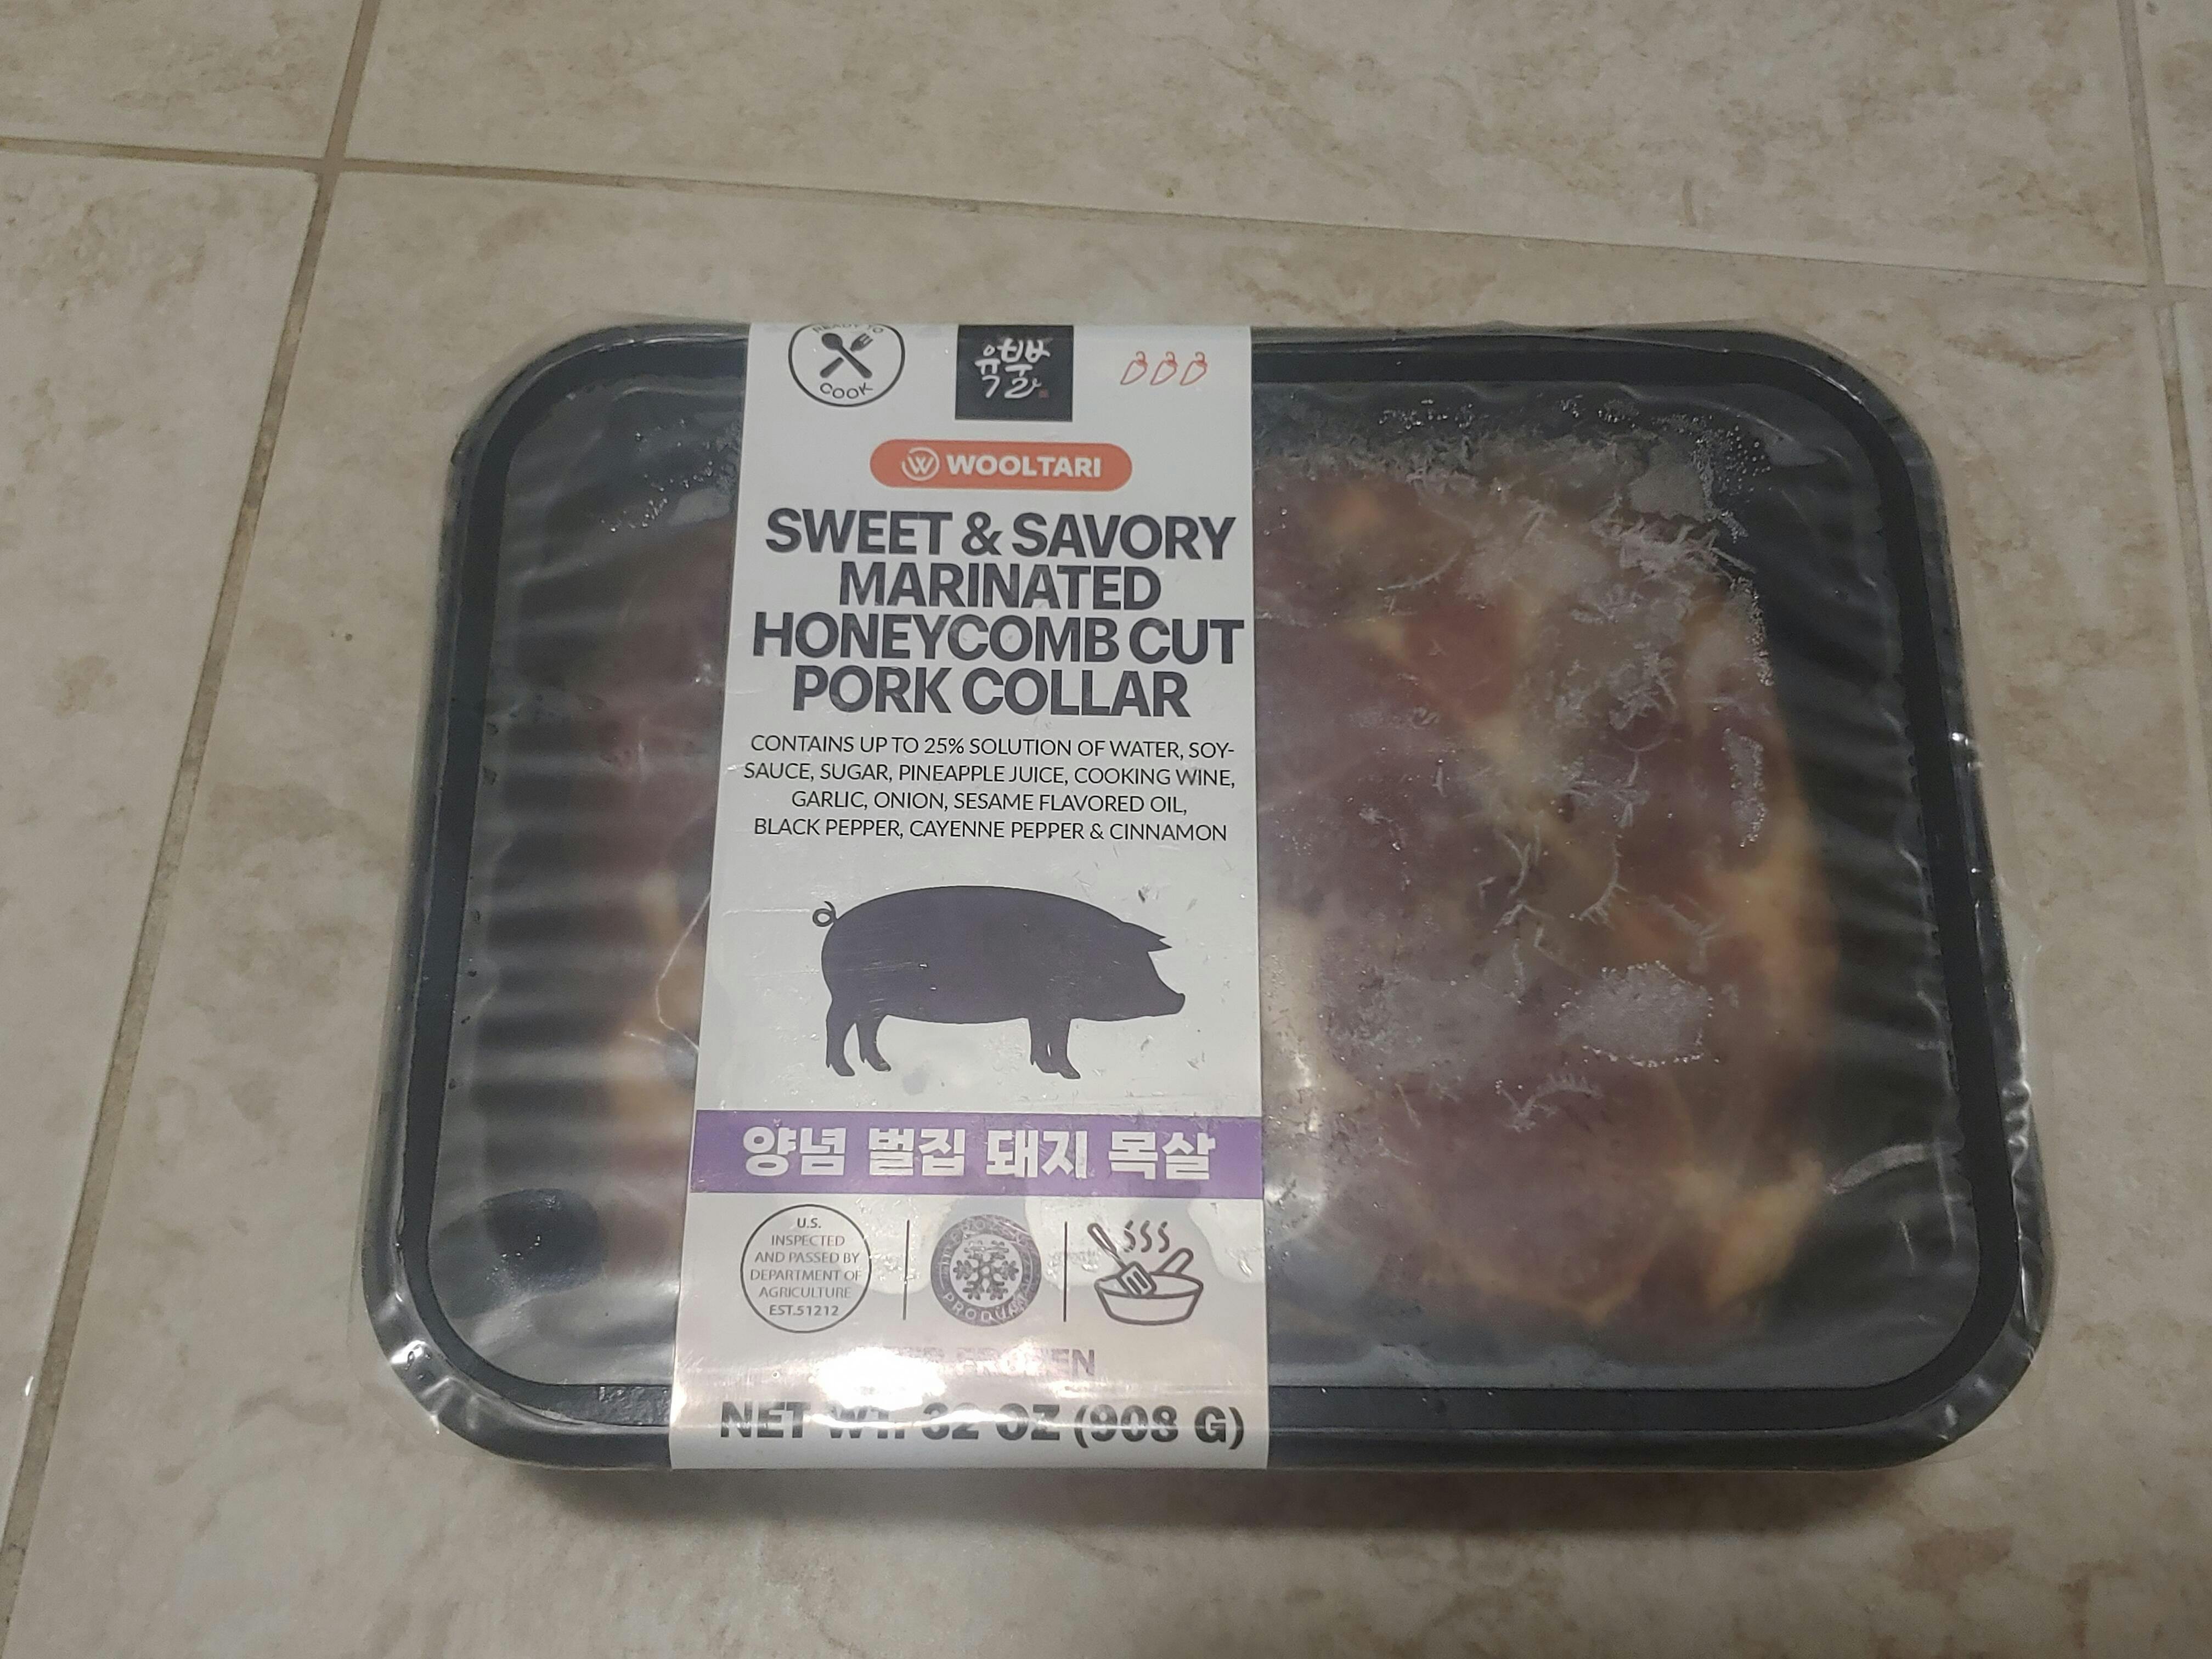 READY TO
COOK
육뿔
WOOLTARI
SWEET & SAVORY
MARINATED
HONEYCOMB CUT
PORK COLLAR
CONTAINS UP TO 25% SOLUTION OF WATER, SOY-
SAUCE, SUGAR, PINEAPPLE JUICE, COOKING WINE,
GARLIC, ONION, SESAME FLAVORED OIL,
BLACK PEPPER, CAYENNE PEPPER & CINNAMON
양념 벌집 돼지 목살
U.S.
INSPECTED
AND PASSED BY
DEPARTMENT OF
AGRICULTURE
EST.51212
PRODUCT
FROZEN
NET WT. 32 OZ (908 G)